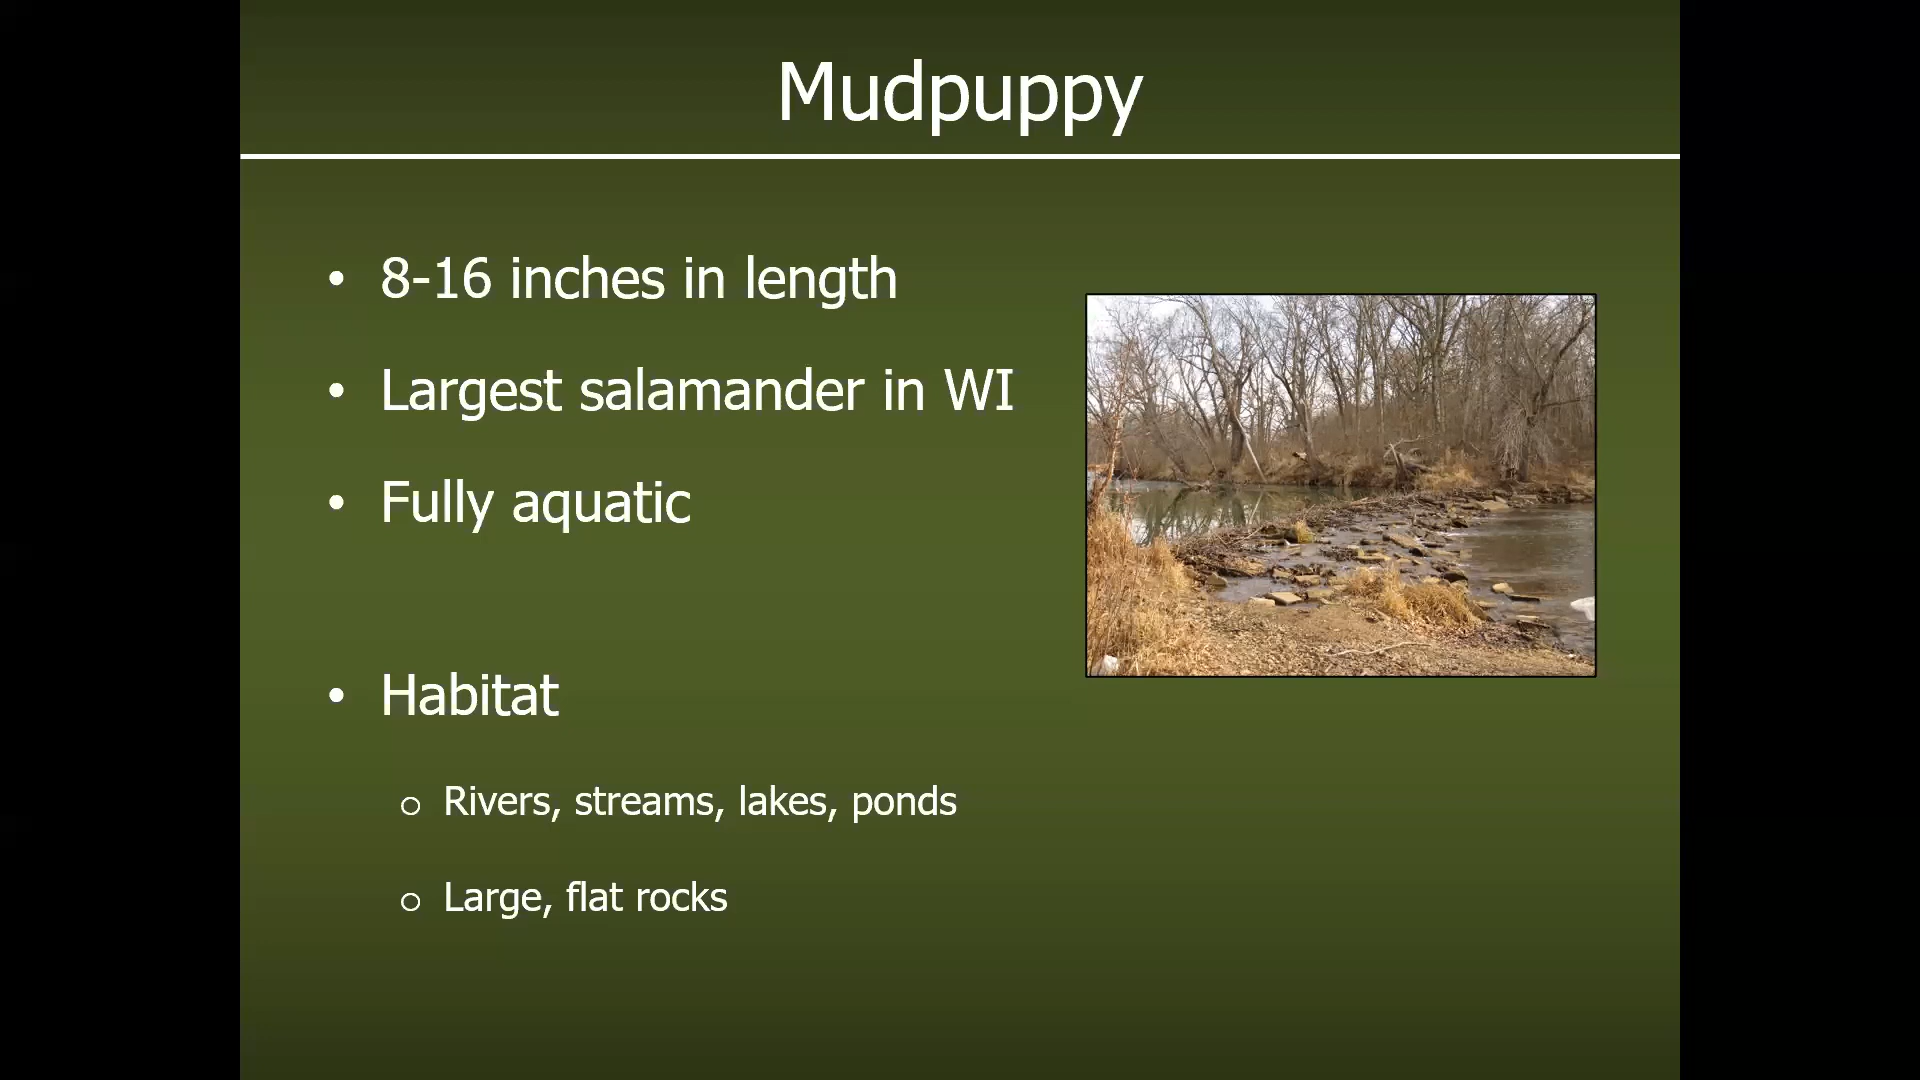 Mudpuppy
• 8-16 inches in length
• Largest salamander in WI
• Fully aquatic
• Habitat
o Rivers, streams, lakes, ponds
o Large, flat rocks